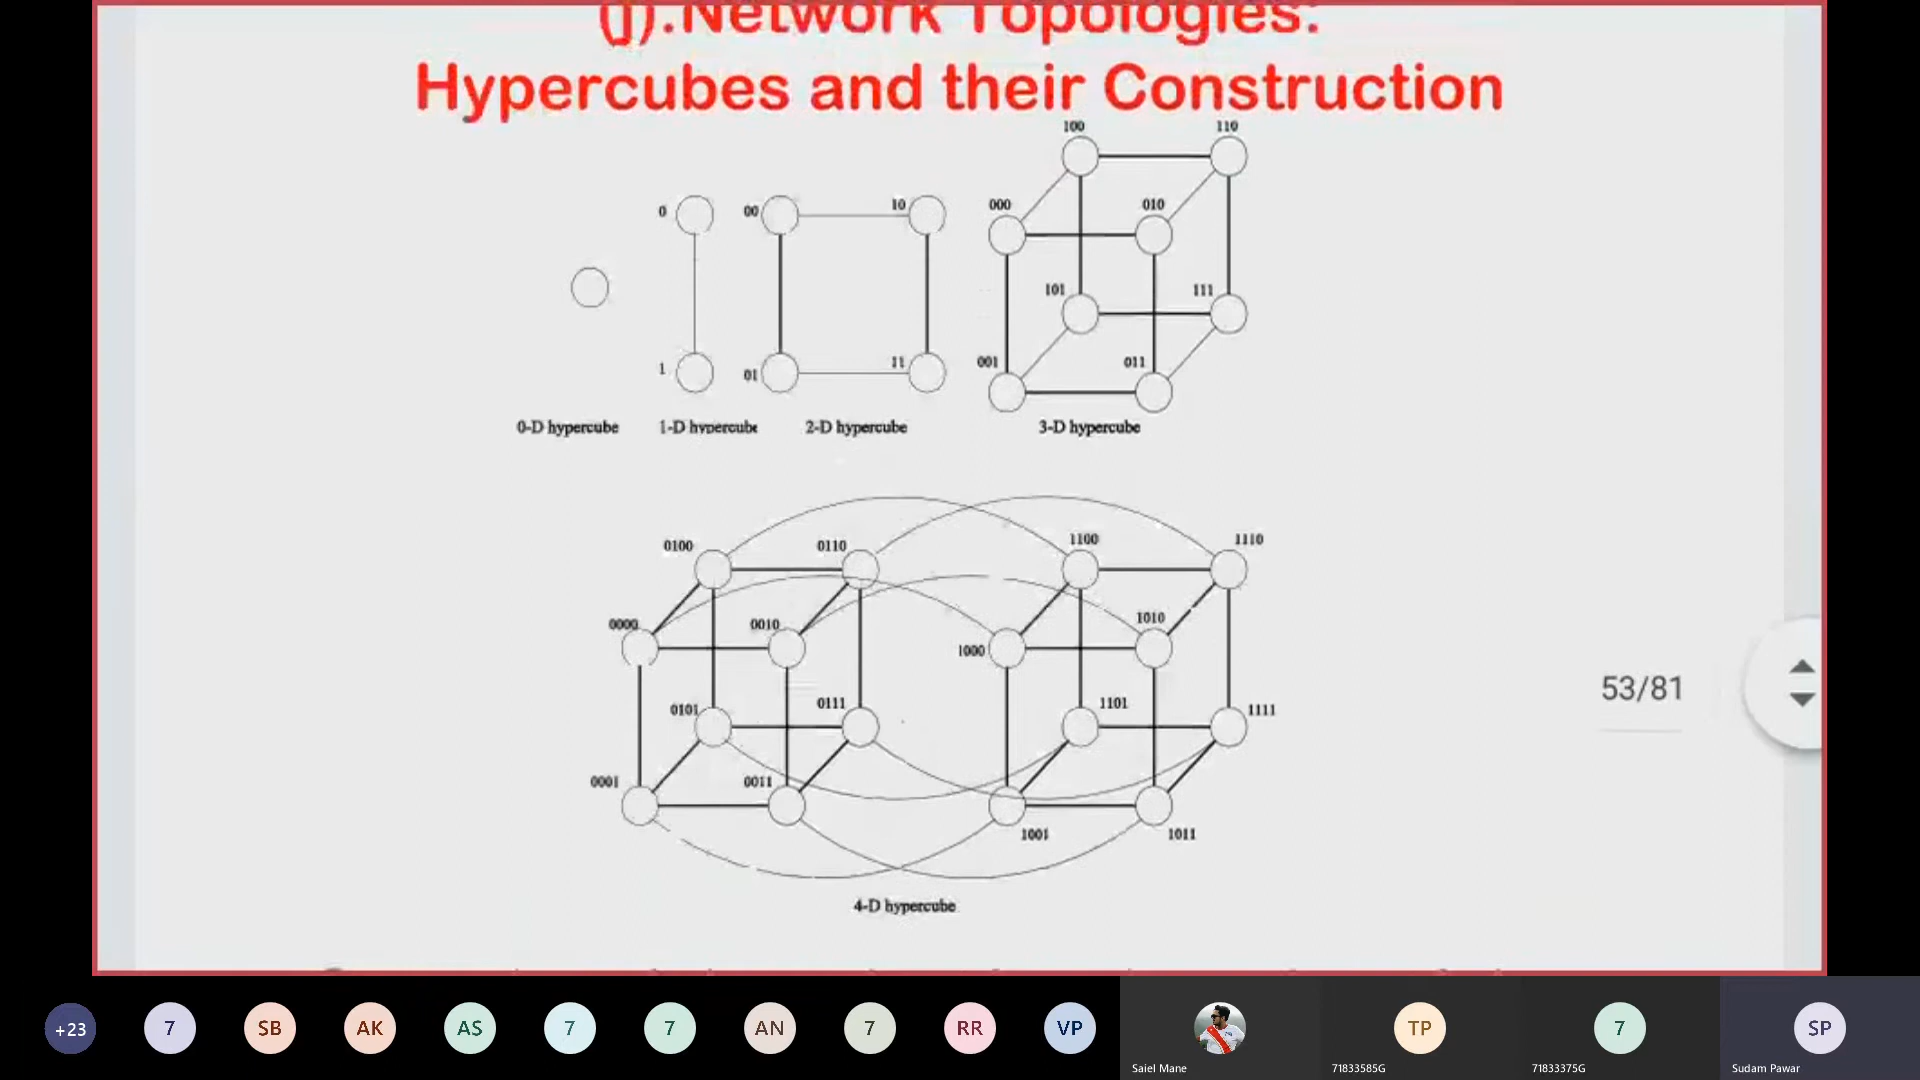 (j).Network Topologies:
Hypercubes and their Construction
100 110
0 00 10 000 010
101 111
1 01 11 001 011
0-D hypercube 1-D hypercube 2-D hypercube 3-D hypercube
0100 0110 1100 1110
0000 0010 1000 1010
53/81
0101 0111 1101 1111
0001 0011 1001 1011
4-D hypercube
+23 7 SB AK AS 7 7 AN 7 RR VP TP 7 SP
Saiel Mane 71833585G 71833375G Sudam Pawar